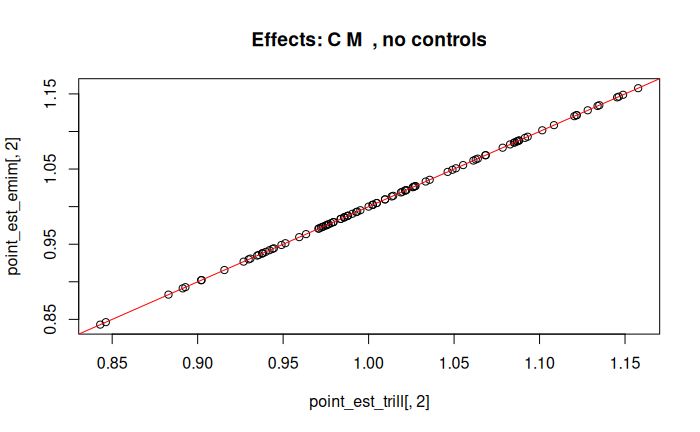 Effects: C M  , no controls
point_est_emim[, 2]
1.15
1.05
0.95
0.85
0.85 0.90 0.95 1.00 1.05 1.10 1.15
point_est_trill[, 2]